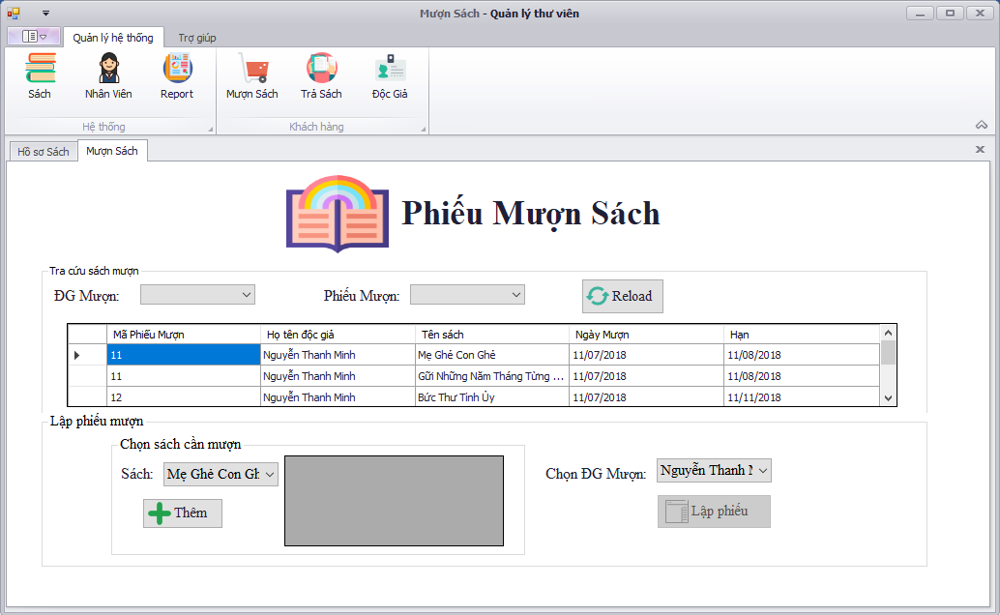 Mượn Sách - Quản lý thư viên
Quản lý hệ thống
Trợ giúp
Sách
Nhân Viên
Report
Mượn Sách
Trả Sách
Độc Giả
Hệ thống
Khách hàng
Hồ sơ Sách
Mượn Sách
Phiếu Mượn Sách
Tra cứu sách mượn
ĐG Mượn:
Phiếu Mượn:
Reload
Mã Phiếu Mượn Họ tên độc giả Tên sách Ngày Mượn Hạn
11 Nguyễn Thanh Minh Mẹ Ghẻ Con Ghẻ 11/07/2018 11/08/2018
11 Nguyễn Thanh Minh Gửi Những Năm Tháng Từng ... 11/07/2018 11/08/2018
12 Nguyễn Thanh Minh Bức Thư Tình Ủy 11/07/2018 11/11/2018
Lập phiếu mượn
Chọn sách cần mượn
Sách: Mẹ Ghẻ Con Gh
Thêm
Chọn ĐG Mượn: Nguyễn Thanh M
Lập phiếu